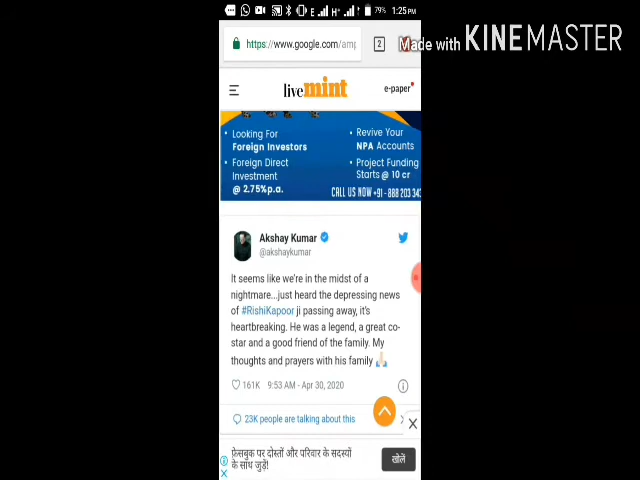 E H+ 79% 1:25 PM
https://www.google.com/amp
2
Made with KINEMASTER
livemint
e-paper
• Looking For
Foreign Investors
• Foreign Direct
Investment
@ 2.75%p.a.
• Revive Your
NPA Accounts
• Project Funding
Starts @ 10 cr
CALL US NOW +91 - 888 203 343
Akshay Kumar
@akshaykumar
It seems like we're in the midst of a
nightmare...just heard the depressing news
of #RishiKapoor ji passing away, it's
heartbreaking. He was a legend, a great co-
star and a good friend of the family. My
thoughts and prayers with his family 🙏🏻
161K 9:53 AM - Apr 30, 2020
23K people are talking about this
फ़ेसबुक पर दोस्तों और परिवार के सदस्यों
के साथ जुड़ें!
खोलें